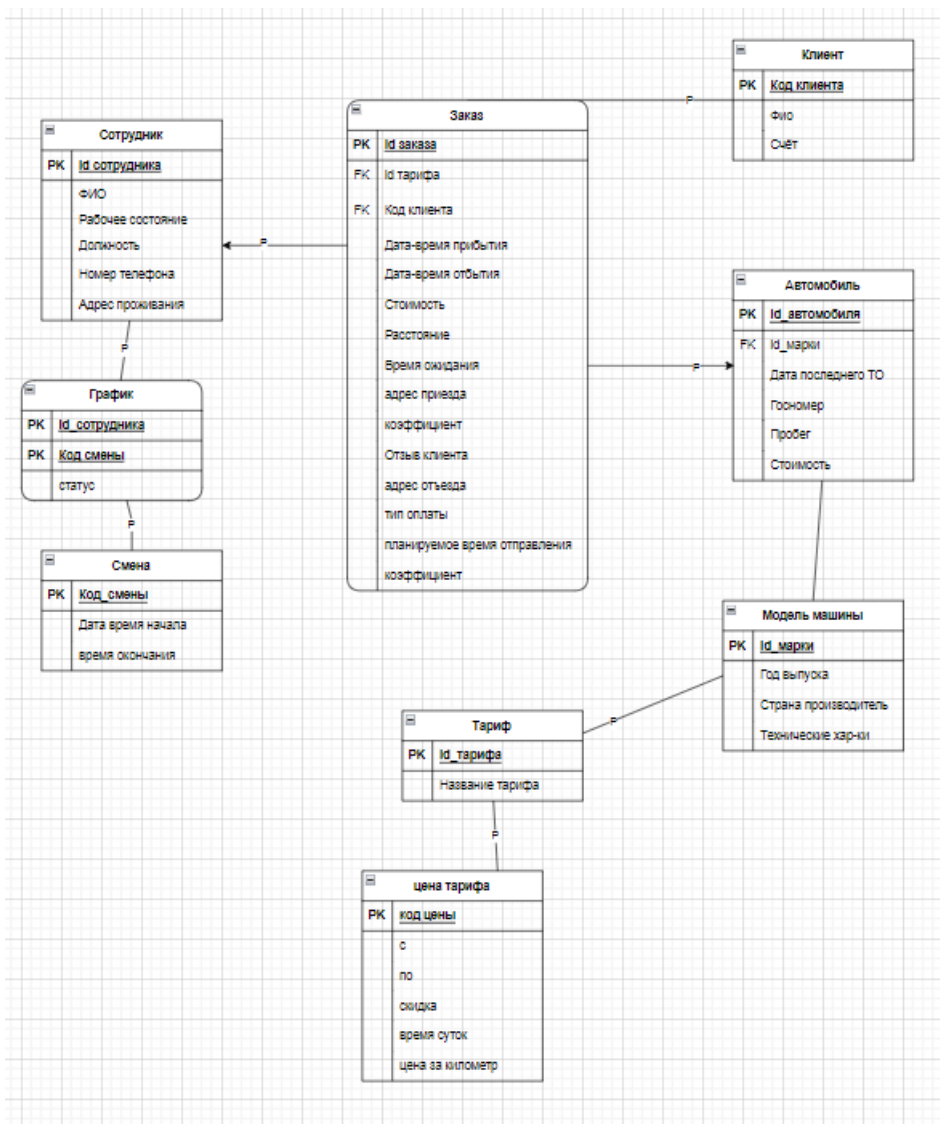 Клиент
PK Код клиента
Фио
Счёт
P
Заказ
PK Id заказа
FK Id тарифа
FK Код клиента
Дата-время прибытия
Дата-время отбытия
Стоимость
Расстояние
Время ожидания
адрес приезда
коэффициент
Отзыв клиента
адрес отъезда
тип оплаты
планируемое время отправления
коэффициент
Сотрудник
PK Id сотрудника
ФИО
Рабочее состояние
Должность
Номер телефона
Адрес проживания
P
P
График
PK Id_сотрудника
PK Код смены
статус
P
Смена
PK Код_смены
Дата время начала
время окончания
P
Автомобиль
PK Id_автомобиля
FK Id_марки
Дата последнего ТО
Госномер
Пробег
Стоимость
Модель машины
PK Id_марки
Год выпуска
Страна производитель
Технические хар-ки
P
Тариф
PK Id_тарифа
Название тарифа
P
цена тарифа
PK код цены
с
по
скидка
время суток
цена за километр